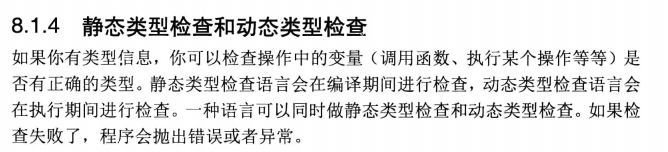 8.1.4 静态类型检查和动态类型检查
如果你有类型信息，你可以检查操作中的变量（调用函数、执行某个操作等等）是
否有正确的类型。静态类型检查语言会在编译期间进行检查，动态类型检查语言会
在执行期间进行检查。一种语言可以同时做静态类型检查和动态类型检查。如果检
查失败了，程序会抛出错误或者异常。